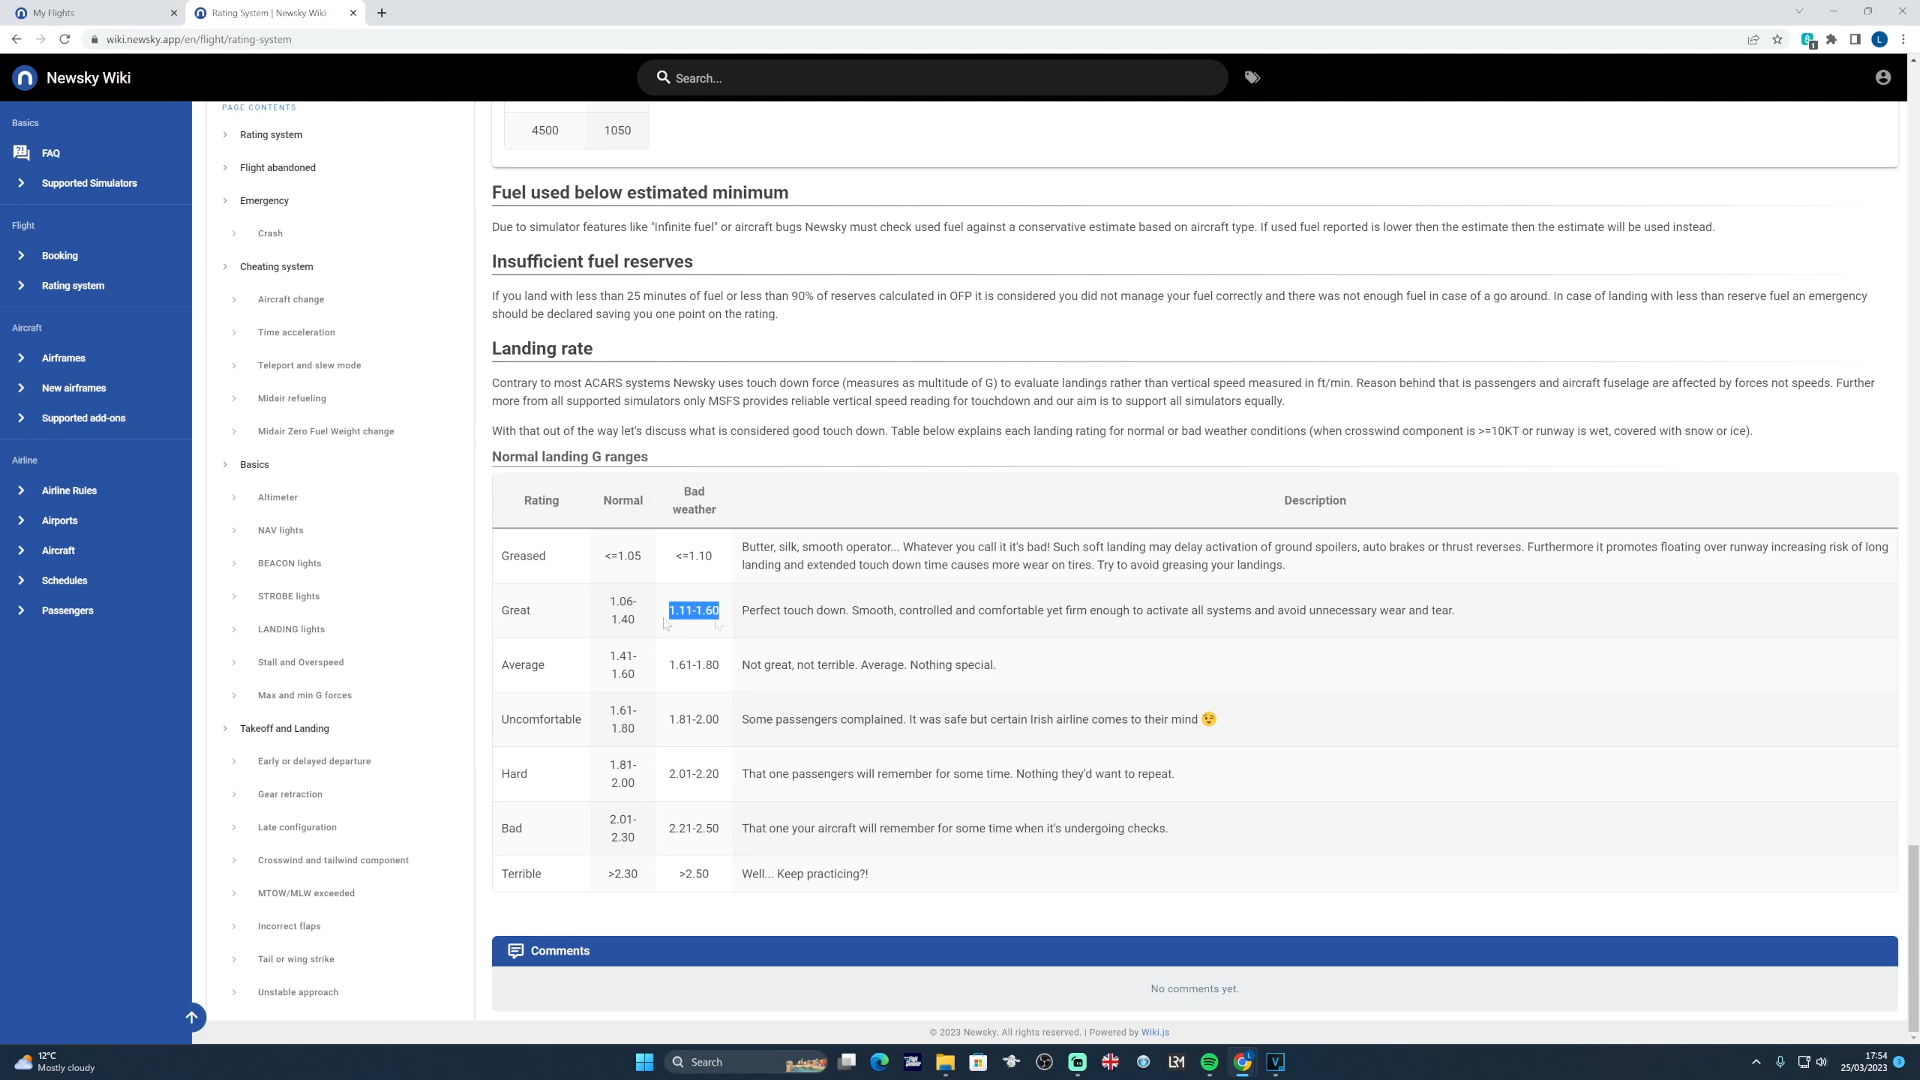 My Flights
Rating System | Newsky Wiki
wiki.newsky.app/en/flight/rating-system
L
1
Newsky Wiki
Search...
Basics
FAQ
Supported Simulators
Flight
Booking
Rating system
Aircraft
Airframes
New airframes
Supported add-ons
Airline
Airline Rules
Airports
Aircraft
Schedules
Passengers
PAGE CONTENTS
Rating system
Flight abandoned
Emergency
Crash
Cheating system
Aircraft change
Time acceleration
Teleport and slew mode
Midair refueling
Midair Zero Fuel Weight change
Basics
Altimeter
NAV lights
BEACON lights
STROBE lights
LANDING lights
Stall and Overspeed
Max and min G forces
Takeoff and Landing
Early or delayed departure
Gear retraction
Late configuration
Crosswind and tailwind component
MTOW/MLW exceeded
Incorrect flaps
Tail or wing strike
Unstable approach
4500 1050
Fuel used below estimated minimum
Due to simulator features like "Infinite fuel" or aircraft bugs Newsky must check used fuel against a conservative estimate based on aircraft type. If used fuel reported is lower then the estimate then the estimate will be used instead.
Insufficient fuel reserves
If you land with less than 25 minutes of fuel or less than 90% of reserves calculated in OFP it is considered you did not manage your fuel correctly and there was not enough fuel in case of a go around. In case of landing with less than reserve fuel an emergency
should be declared saving you one point on the rating.
Landing rate
Contrary to most ACARS systems Newsky uses touch down force (measures as multitude of G) to evaluate landings rather than vertical speed measured in ft/min. Reason behind that is passengers and aircraft fuselage are affected by forces not speeds. Further
more from all supported simulators only MSFS provides reliable vertical speed reading for touchdown and our aim is to support all simulators equally.
With that out of the way let's discuss what is considered good touch down. Table below explains each landing rating for normal or bad weather conditions (when crosswind component is >=10KT or runway is wet, covered with snow or ice).
Normal landing G ranges
Rating Normal Bad weather Description
Greased <=1.05 <=1.10 Butter, silk, smooth operator... Whatever you call it it's bad! Such soft landing may delay activation of ground spoilers, auto brakes or thrust reverses. Furthermore it promotes floating over runway increasing risk of long
landing and extended touch down time causes more wear on tires. Try to avoid greasing your landings.
Great 1.06-1.40 1.11-1.60 Perfect touch down. Smooth, controlled and comfortable yet firm enough to activate all systems and avoid unnecessary wear and tear.
Average 1.41-1.60 1.61-1.80 Not great, not terrible. Average. Nothing special.
Uncomfortable 1.61-1.80 1.81-2.00 Some passengers complained. It was safe but certain Irish airline comes to their mind 😉
Hard 1.81-2.00 2.01-2.20 That one passengers will remember for some time. Nothing they'd want to repeat.
Bad 2.01-2.30 2.21-2.50 That one your aircraft will remember for some time when it's undergoing checks.
Terrible >2.30 >2.50 Well... Keep practicing?!
Comments
No comments yet.
© 2023 Newsky. All rights reserved. | Powered by Wiki.js
12°C
Mostly cloudy
Search
LM
17:54
25/03/2023
3